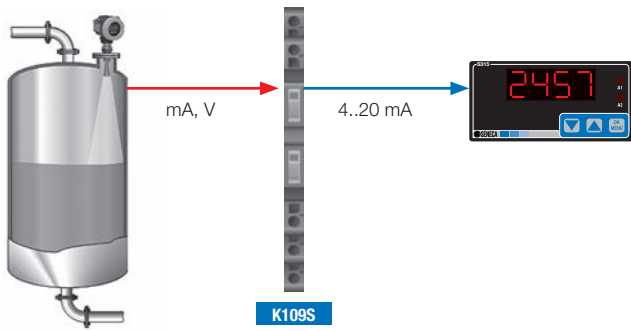 S315
2457
A1
A2
SENECA
OK
MENU
mA, V
4..20 mA
K109S